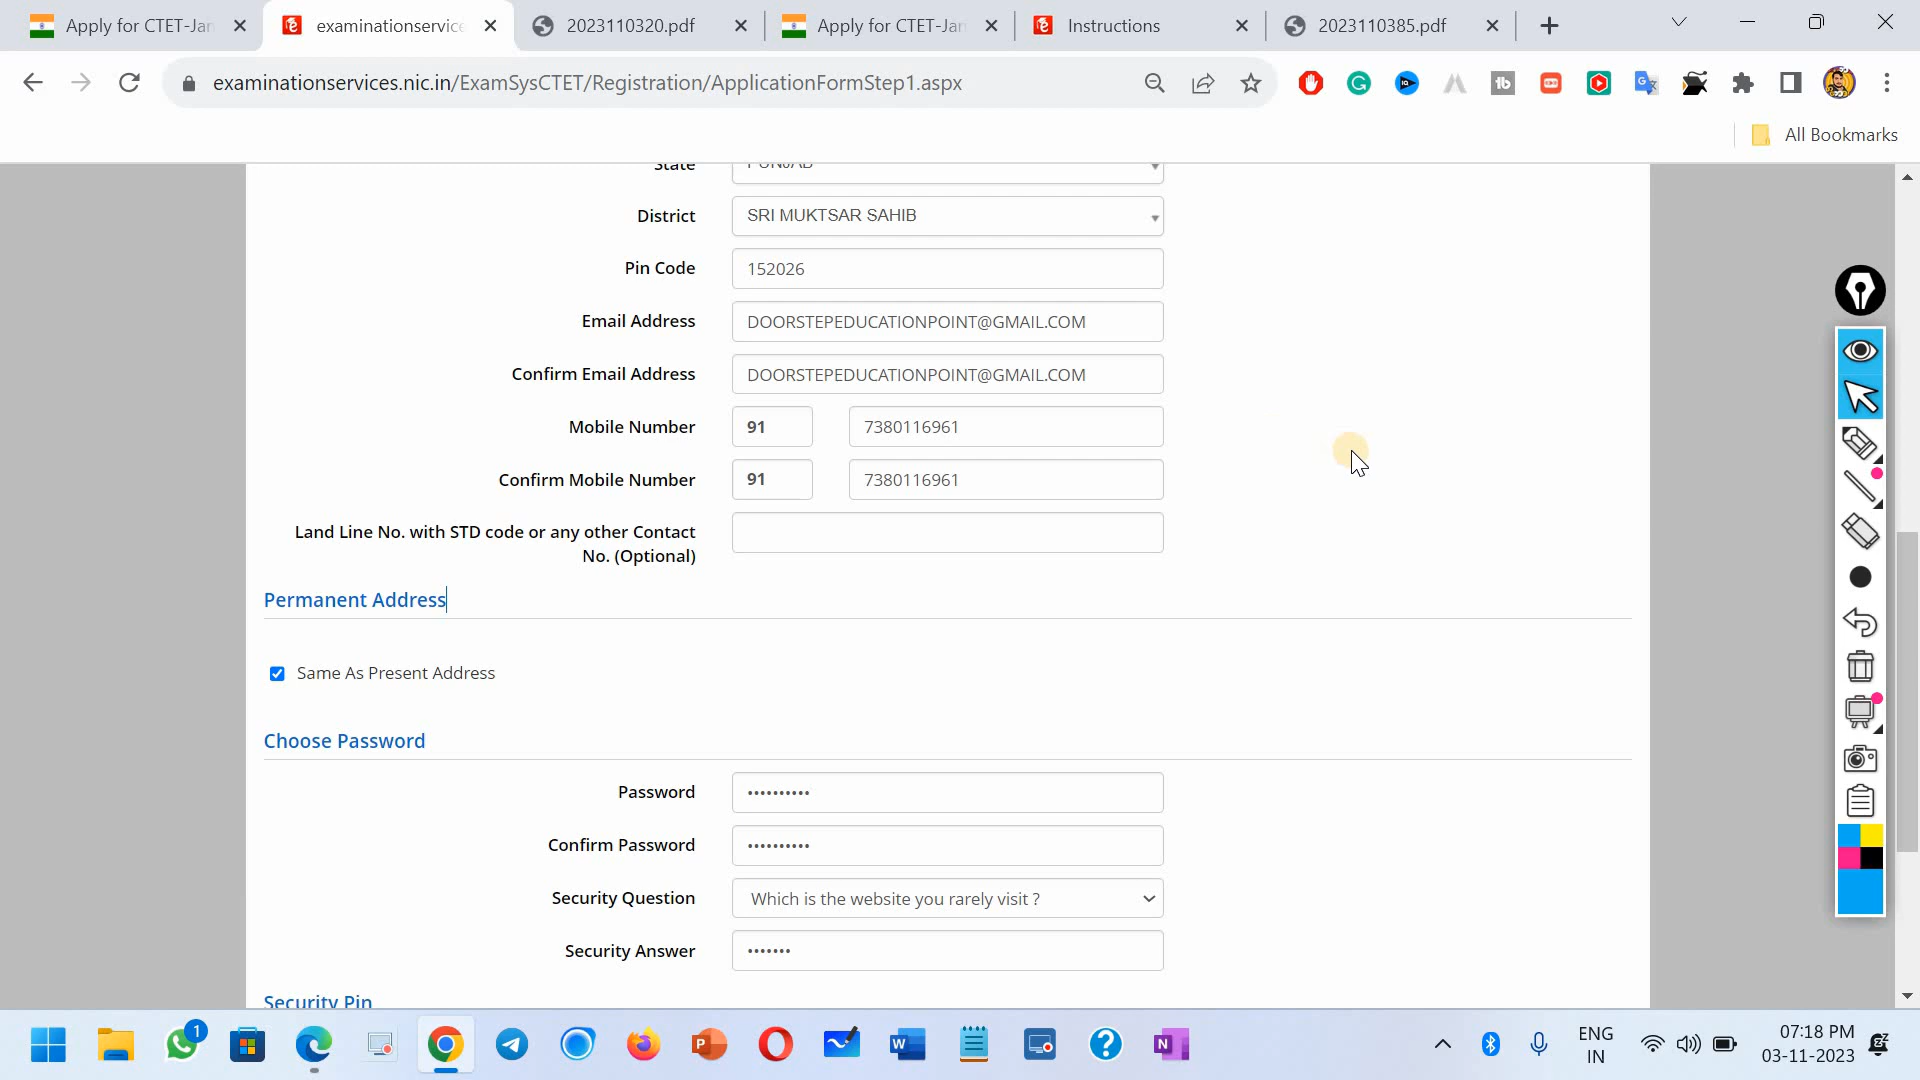 Apply for CTET-Jan
examinationservice
2023110320.pdf
Apply for CTET-Jan
Instructions
2023110385.pdf
examinationservices.nic.in/ExamSysCTET/Registration/ApplicationFormStep1.aspx
All Bookmarks
State PUNJAB
District SRI MUKTSAR SAHIB
Pin Code 152026
Email Address DOORSTEPEDUCATIONPOINT@GMAIL.COM
Confirm Email Address DOORSTEPEDUCATIONPOINT@GMAIL.COM
Mobile Number 91 7380116961
Confirm Mobile Number 91 7380116961
Land Line No. with STD code or any other Contact
No. (Optional)
Permanent Address
Same As Present Address
Choose Password
Password ••••••••••
Confirm Password ••••••••••
Security Question Which is the website you rarely visit ?
Security Answer •••••••
Security Pin
1
ENG
IN
07:18 PM
03-11-2023